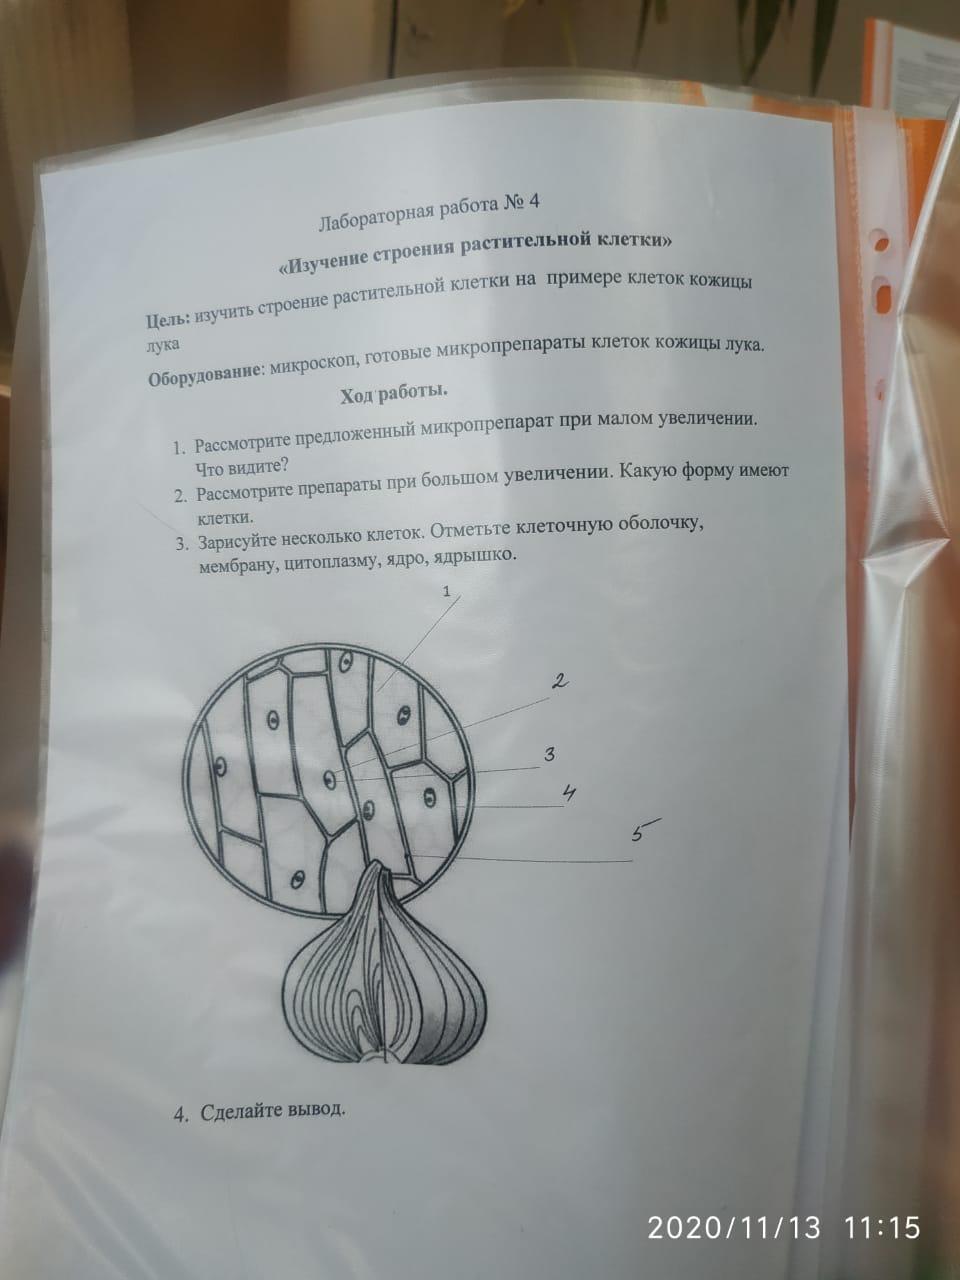 Лабораторная работа № 4
«Изучение строения растительной клетки»
Цель: изучить строение растительной клетки на примере клеток кожицы
лука
Оборудование: микроскоп, готовые микропрепараты клеток кожицы лука.
Ход работы.
1. Рассмотрите предложенный микропрепарат при малом увеличении.
Что видите?
2. Рассмотрите препараты при большом увеличении. Какую форму имеют
клетки.
3. Зарисуйте несколько клеток. Отметьте клеточную оболочку,
мембрану, цитоплазму, ядро, ядрышко.
1
2
3
4
5
4. Сделайте вывод.
2020/11/13 11:15